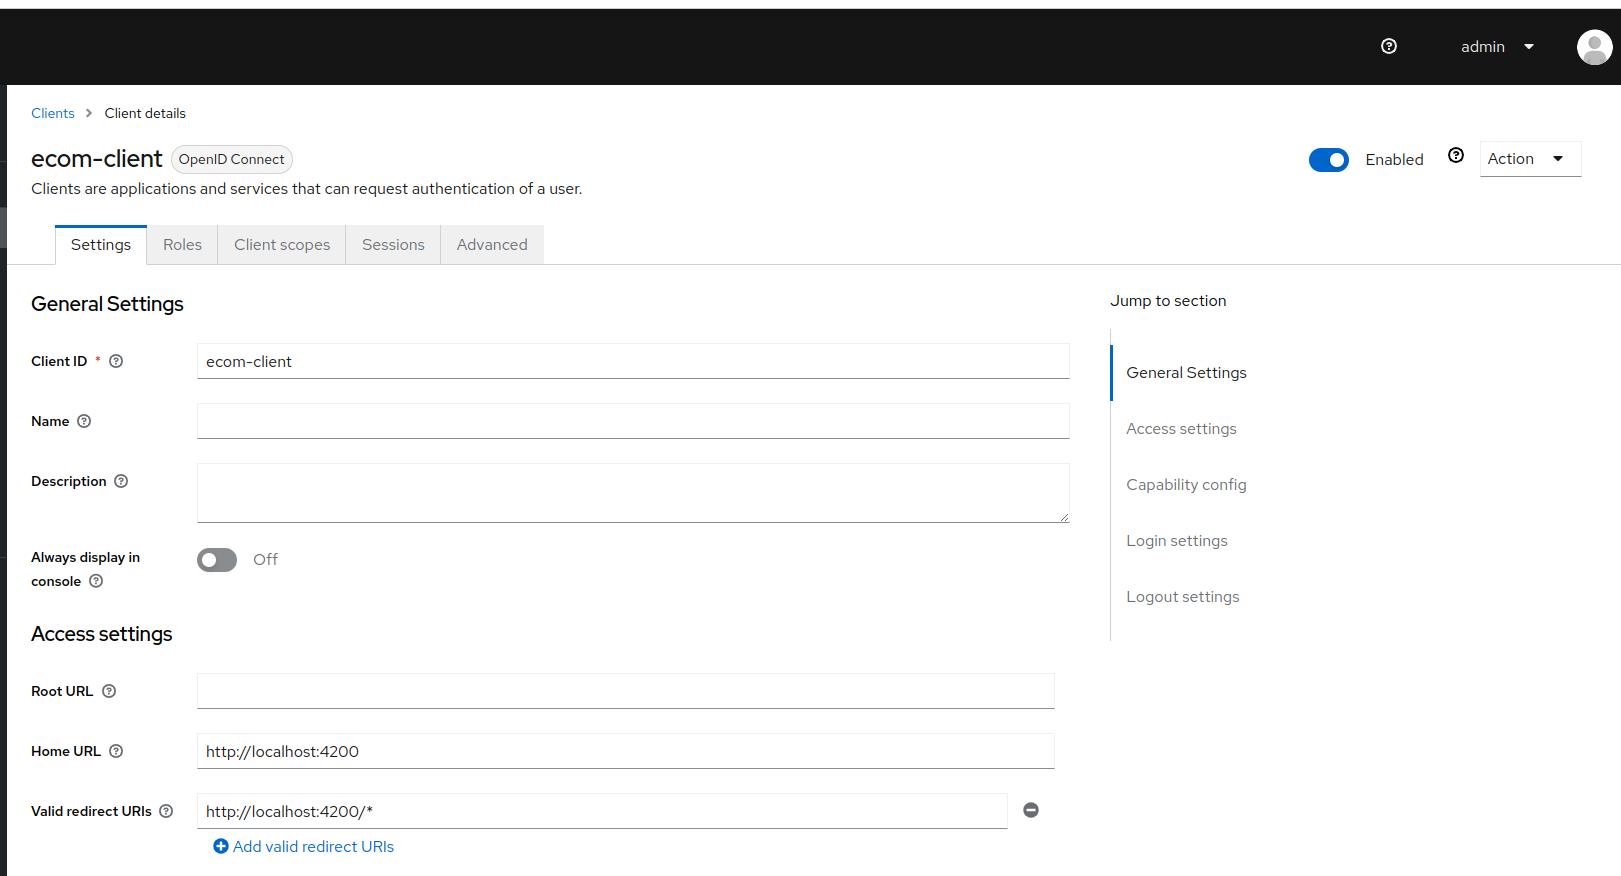 admin
Clients > Client details
ecom-client OpenID Connect
Enabled
Action
Clients are applications and services that can request authentication of a user.
Settings
Roles
Client scopes
Sessions
Advanced
General Settings
Jump to section
Client ID *
ecom-client
General Settings
Name
Access settings
Description
Capability config
Login settings
Always display in
console
Off
Logout settings
Access settings
Root URL
Home URL
http://localhost:4200
Valid redirect URIs
http://localhost:4200/*
Add valid redirect URIs